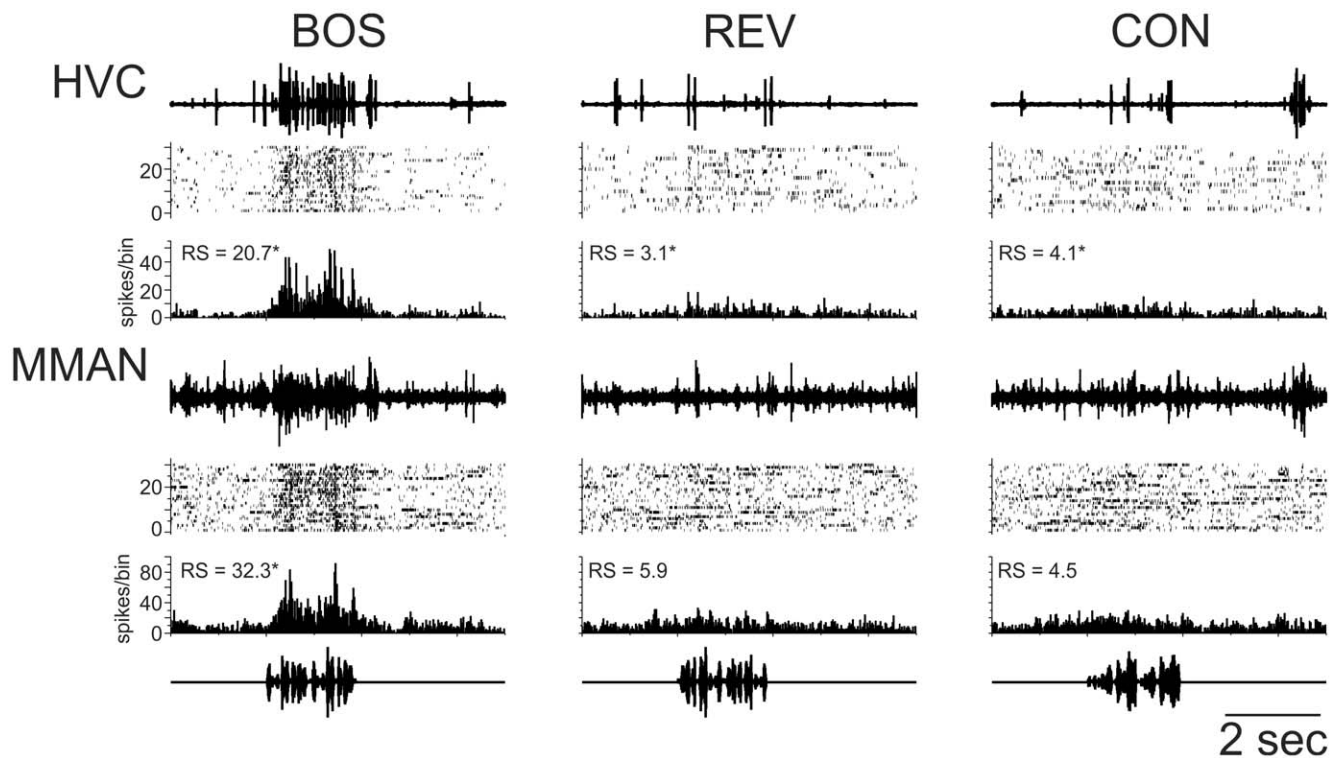 BOS REV CON
HVC
20
0
spikes/bin
40
20
0
RS = 20.7* RS = 3.1* RS = 4.1*
MMAN
20
0
spikes/bin
80
40
0
RS = 32.3* RS = 5.9 RS = 4.5
2 sec